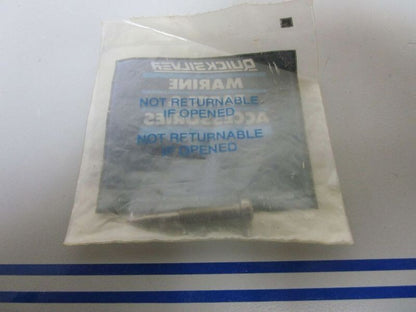 QUICKSILVER
MARINE
NOT RETURNABLE
IF OPENED
ACCESSORIES
NOT RETURNABLE
IF OPENED